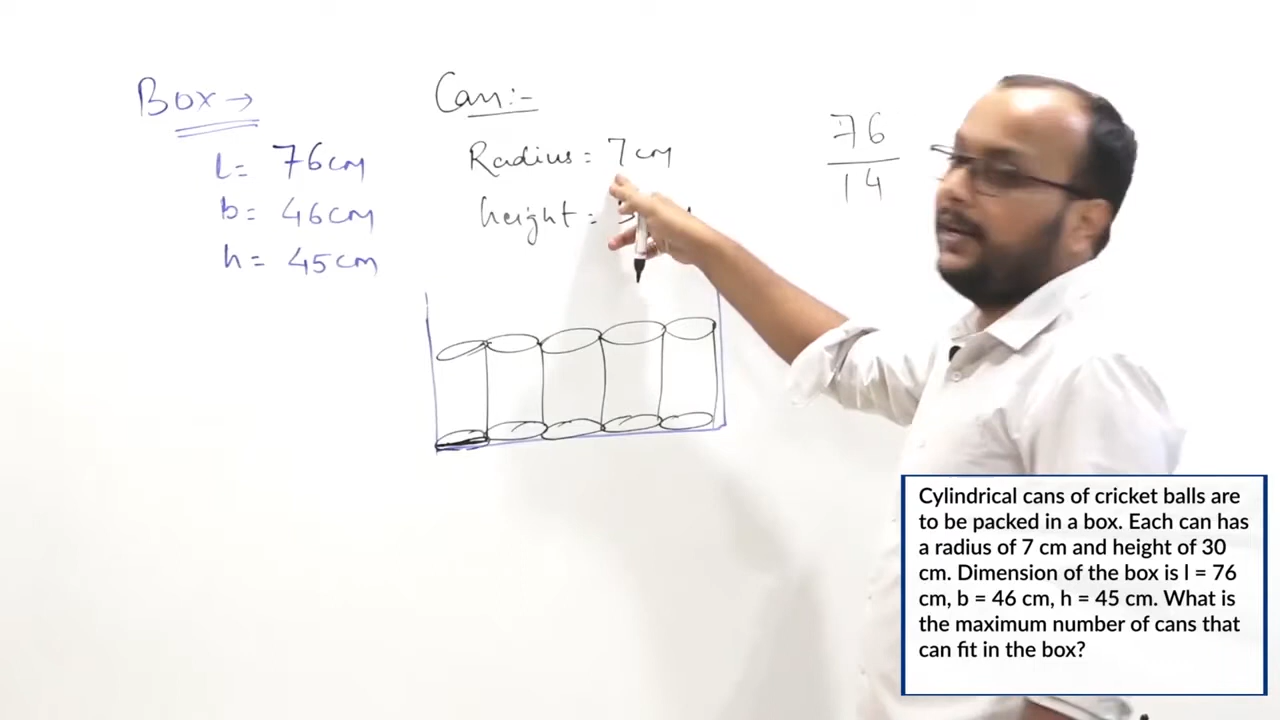 Box →
l = 76cm
b = 46cm
h = 45cm
Can:-
Radius = 7cm
height =
76
14
Cylindrical cans of cricket balls are
to be packed in a box. Each can has
a radius of 7 cm and height of 30
cm. Dimension of the box is l = 76
cm, b = 46 cm, h = 45 cm. What is
the maximum number of cans that
can fit in the box?